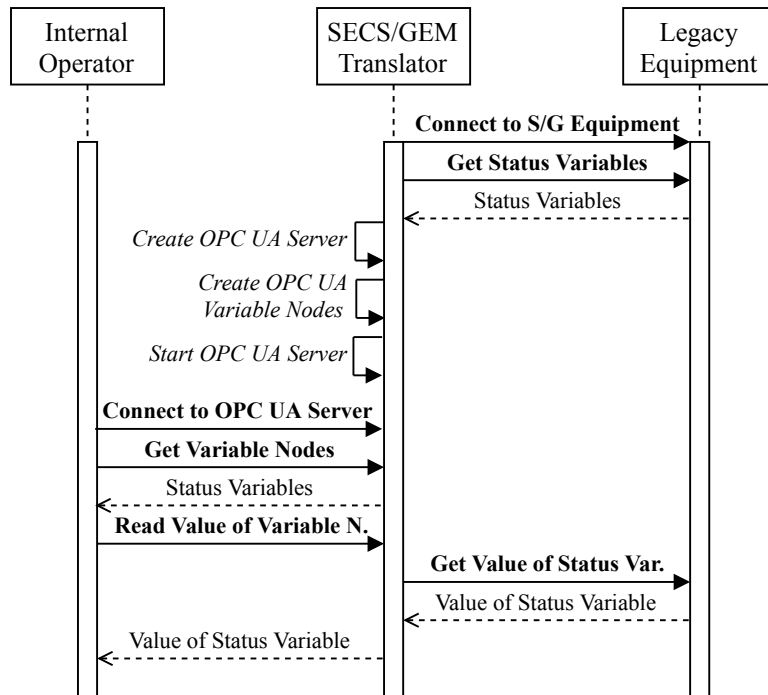 Internal
Operator
SECS/GEM
Translator
Legacy
Equipment
Connect to S/G Equipment
Get Status Variables
Status Variables
Create OPC UA Server
Create OPC UA
Variable Nodes
Start OPC UA Server
Connect to OPC UA Server
Get Variable Nodes
Status Variables
Read Value of Variable N.
Get Value of Status Var.
Value of Status Variable
Value of Status Variable